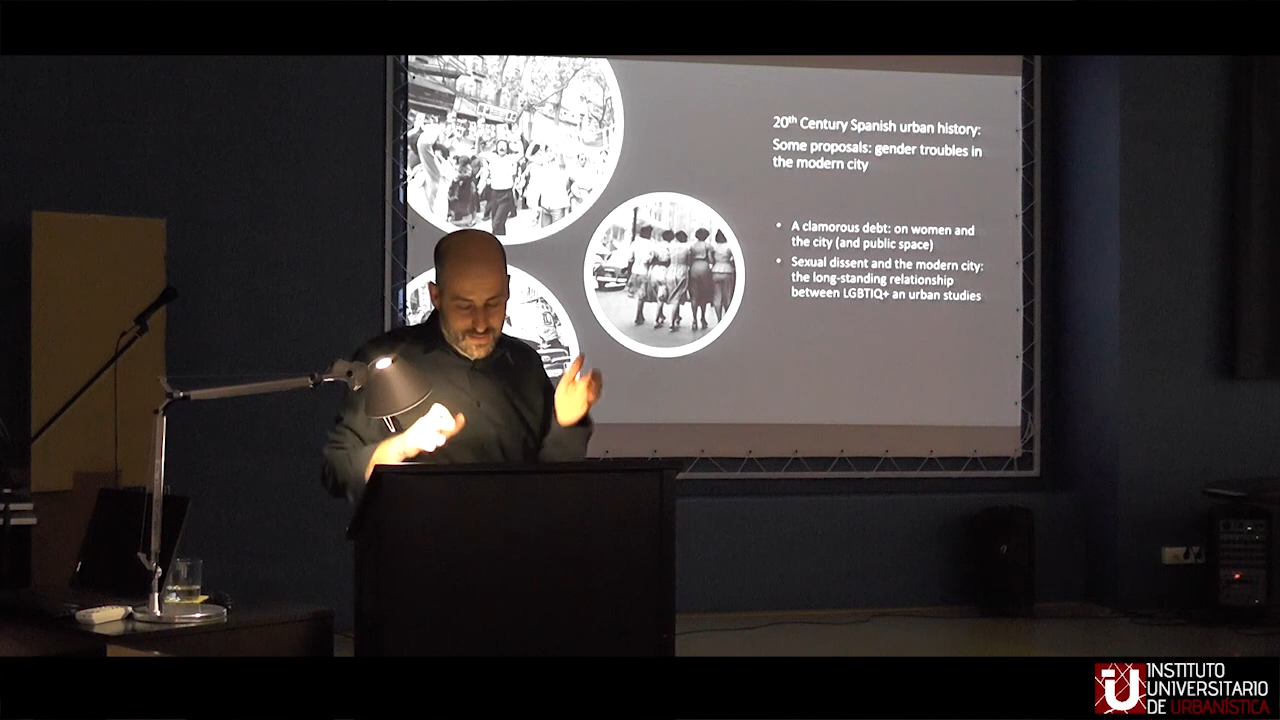 20th Century Spanish urban history:
Some proposals: gender troubles in
the modern city
• A clamorous debt: on women and
the city (and public space)
• Sexual dissent and the modern city:
the long-standing relationship
between LGBTIQ+ an urban studies
INSTITUTO
UNIVERSITARIO
DE URBANÍSTICA